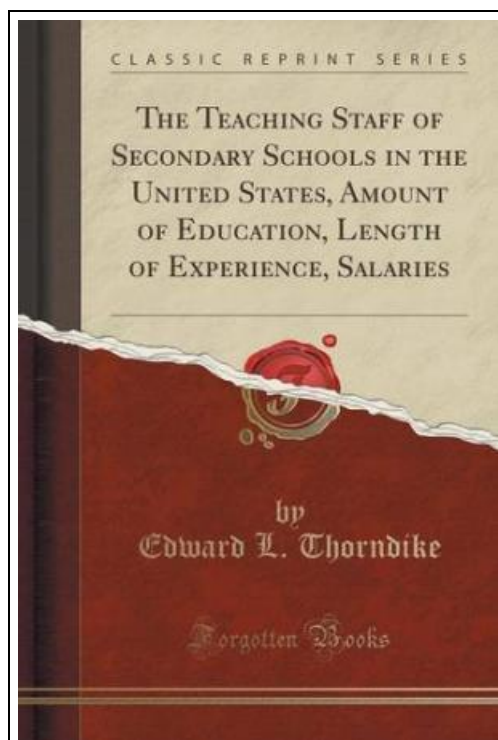 CLASSIC REPRINT SERIES
THE TEACHING STAFF OF
SECONDARY SCHOOLS IN THE
UNITED STATES, AMOUNT
OF EDUCATION, LENGTH
OF EXPERIENCE, SALARIES
by
Edward L. Thorndike
Forgotten Books